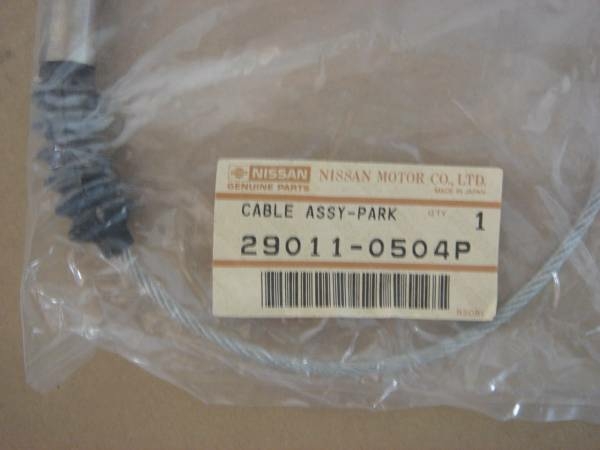 NISSAN NISSAN MOTOR CO., LTD.
GENUINE PARTS MADE IN JAPAN
CABLE ASSY-PARK QTY 1
29011-0504P